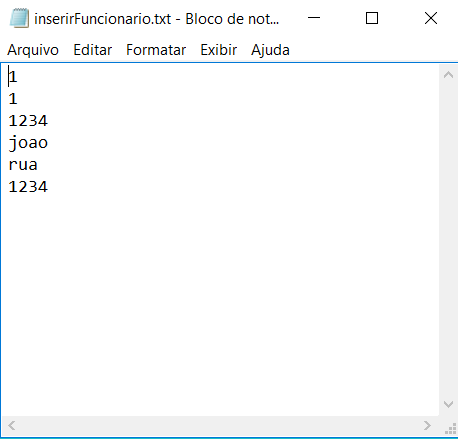 inserirFuncionario.txt - Bloco de not...
Arquivo Editar Formatar Exibir Ajuda
1
1
1234
joao
rua
1234